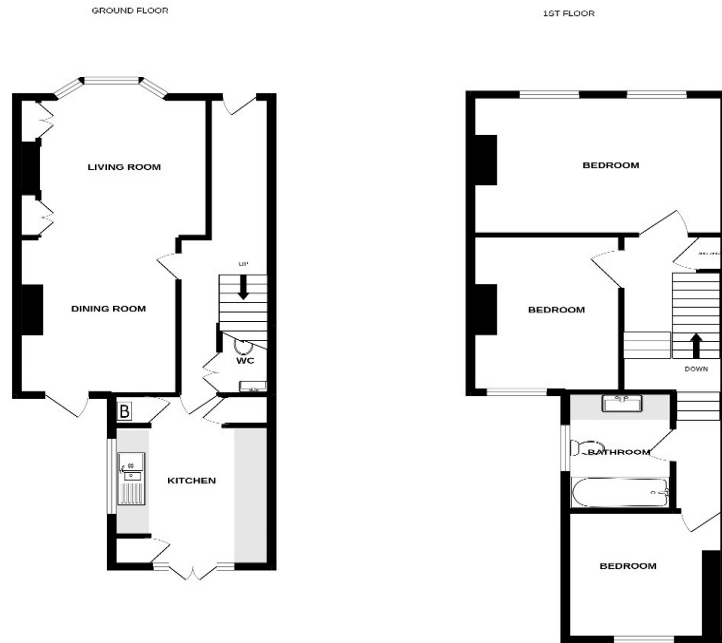 GROUND FLOOR
1ST FLOOR
LIVING ROOM
UP
DINING ROOM
WC
B
KITCHEN
BEDROOM
BEDROOM
DOWN
BATHROOM
BEDROOM